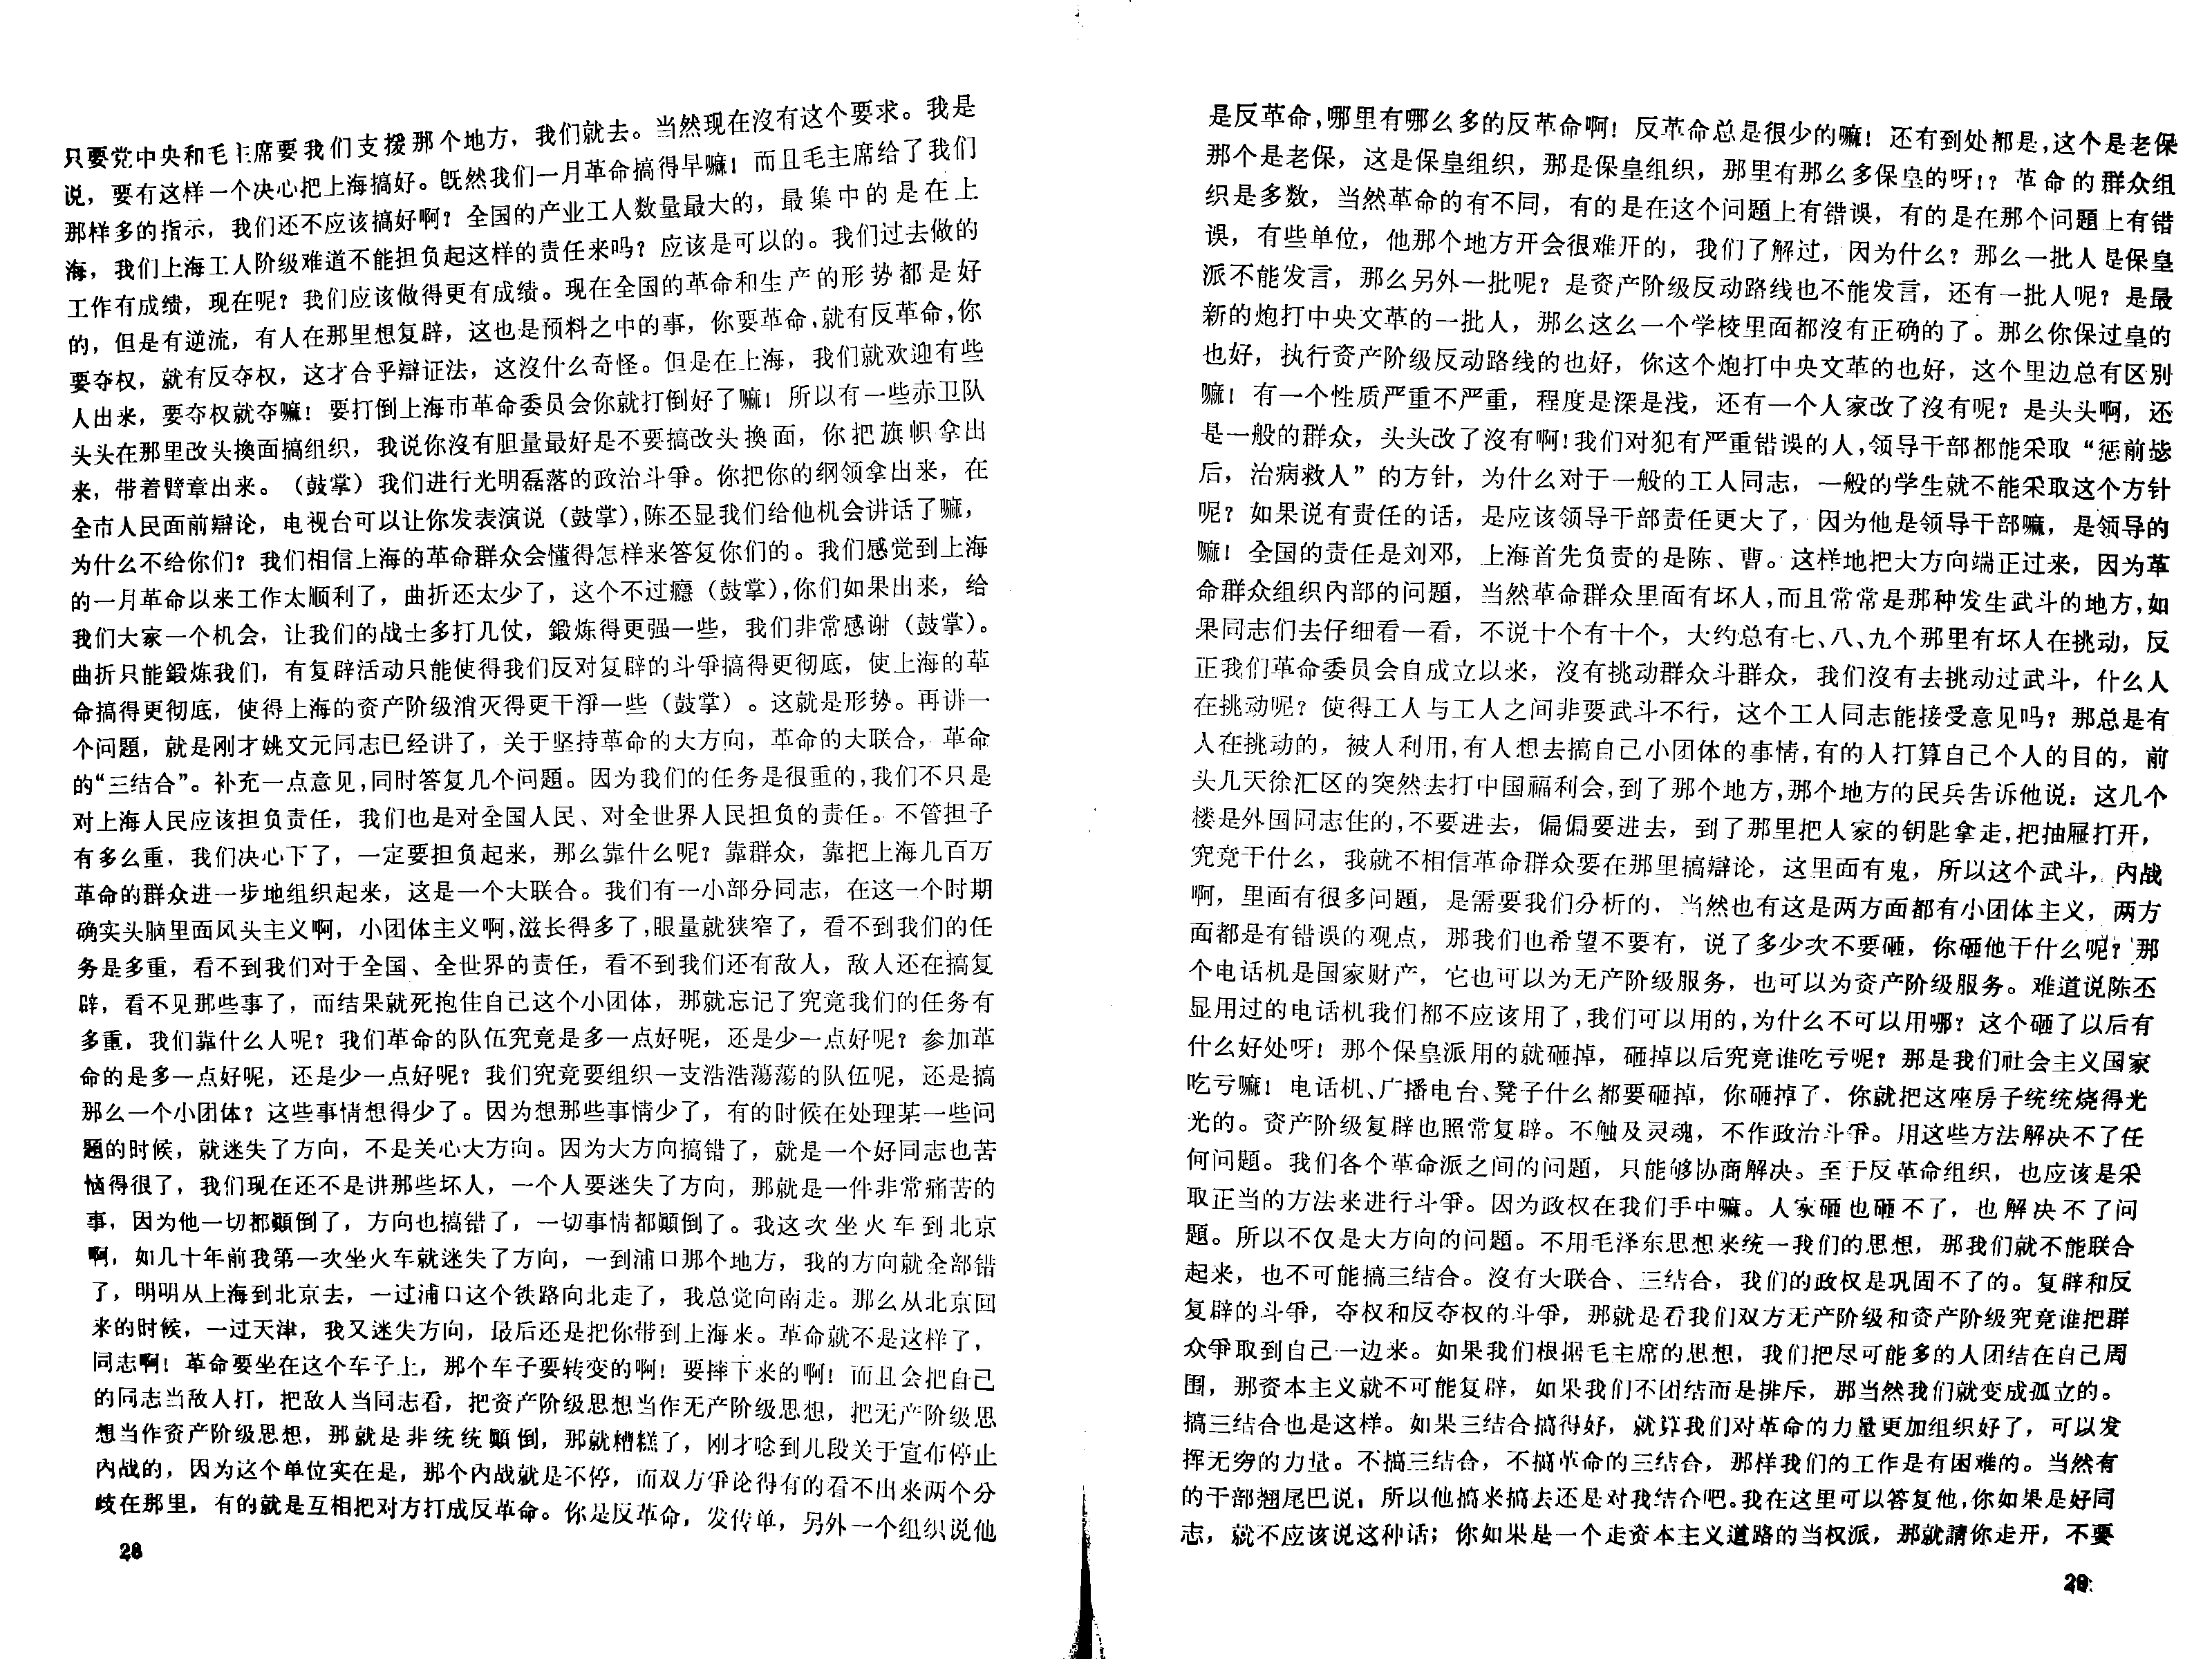 只要党中央和毛主席要我们支援那个地方，我们就去。当然现在沒有这个要求。我是
说，要有这样一个决心把上海搞好。旣然我们一月革命搞得早嘛！而且毛主席给了我们
那样多的指示，我们还不应该搞好啊？全国的产业工人数量最大的，最集中的是在上
海，我们上海工人阶级难道不能担负起这样的责任来吗？应该是可以的。我们过去做的
工作有成绩，现在呢？我们应该做得更有成绩。现在全国的革命和生产的形势都是好
的，但是有逆流，有人在那里想复辟，这也是预料之中的事，你要革命，就有反革命，你
要夺权，就有反夺权，这才合乎辯证法，这沒什么奇怪。但是在上海，我们就欢迎有些
人出来，要夺权就夺嘛！要打倒上海市革命委员会你就打倒好了嘛！所以有一些赤卫队
头头在那里改头換面搞组织，我说你沒有胆量最好是不要搞改头換面，你把旗帜拿出
来，带着臂章出来。（鼓掌）我们进行光明磊落的政治斗爭。你把你的纲领拿出来，在
全市人民面前辯论，电视台可以让你发表演说（鼓掌），陈丕显我们给他机会讲话了嘛，
为什么不给你们？我们相信上海的革命群众会懂得怎样来答复你们的。我们感觉到上海
的一月革命以来工作太顺利了，曲折还太少了，这个不过癮（鼓掌），你们如果出来，给
我们大家一个机会，让我们的战士多打几仗，鍛炼得更强一些，我们非常感谢（鼓掌）。
曲折只能鍛炼我们，有复辟活动只能使得我们反对复辟的斗爭搞得更彻底，使上海的革
命搞得更彻底，使得上海的资产阶级消灭得更干淨一些（鼓掌）。这就是形势。再讲一
个问题，就是刚才姚文元同志已经讲了，关于坚持革命的大方向，革命的大联合，革命
的“三结合”。补充一点意见，同时答复几个问题。因为我们的任务是很重的，我们不只是
对上海人民应该担负责任，我们也是对全国人民、对全世界人民担负的责任。不管担子
有多么重，我们决心下了，一定要担负起来，那么靠什么呢？靠群众，靠把上海几百万
革命的群众进一步地组织起来，这是一个大联合。我们有一小部分同志，在这一个时期
确实头脑里面风头主义啊，小团体主义啊，滋长得多了，眼量就狭窄了，看不到我们的任
务是多重，看不到我们对于全国、全世界的责任，看不到我们还有敌人，敌人还在搞复
辟，看不见那些事了，而结果就死抱住自己这个小团体，那就忘记了究竟我们的任务有
多重，我们靠什么人呢？我们革命的队伍究竟是多一点好呢，还是少一点好呢？参加革
命的是多一点好呢，还是少一点好呢？我们究竟要组织一支浩浩荡荡的队伍呢，还是搞
那么一个小团体？这些事情想得少了。因为想那些事情少了，有的时候在处理某一些问
题的时候，就迷失了方向，不是关心大方向。因为大方向搞错了，就是一个好同志也苦
恼得很了，我们现在还不是讲那些坏人，一个人要迷失了方向，那就是一件非常痛苦的
事，因为他一切都顚倒了，方向也搞错了，一切事情都顚倒了。我这次坐火车到北京
啊，如几十年前我第一次坐火车就迷失了方向，一到浦口那个地方，我的方向就全部错
了，明明从上海到北京去，一过浦口这个铁路向北走了，我总觉向南走。那么从北京回
来的时候，一过天津，我又迷失方向，最后还是把你带到上海来。革命就不是这样了，
同志啊！革命要坐在这个车子上，那个车子要转变的啊！要摔下来的啊！而且会把自己
的同志当敌人打，把敌人当同志看，把资产阶级思想当作无产阶级思想，把无产阶级思
想当作资产阶级思想，那就是非统统顚倒，那就糟糕了，刚才唸到几段关于宣布停止
內战的，因为这个单位实在是，那个內战就是不停，而双方爭论得有的看不出来两个分
歧在那里，有的就是互相把对方打成反革命。你是反革命，发传单，另外一个组织说他
28
是反革命，哪里有哪么多的反革命啊！反革命总是很少的嘛！还有到处都是，这个是老保
那个是老保，这是保皇组织，那是保皇组织，那里有那么多保皇的呀！？革命的群众组
织是多数，当然革命的有不同，有的是在这个问题上有错误，有的是在那个问题上有错
误，有些单位，他那个地方开会很难开的，我们了解过，因为什么？那么一批人是保皇
派不能发言，那么另外一批呢？是资产阶级反动路线也不能发言，还有一批人呢？是最
新的炮打中央文革的一批人，那么这么一个学校里面都沒有正确的了。那么你保过皇的
也好，执行资产阶级反动路线的也好，你这个炮打中央文革的也好，这个里边总有区別
嘛！有一个性质严重不严重，程度是深是浅，还有一个人家改了沒有呢？是头头啊，还
是一般的群众，头头改了沒有啊！我们对犯有严重错误的人，领导干部都能采取“惩前毖
后，治病救人”的方针，为什么对于一般的工人同志，一般的学生就不能采取这个方针
呢？如果说有责任的话，是应该领导干部责任更大了，因为他是领导干部嘛，是领导的
嘛！全国的责任是刘邓，上海首先负责的是陈、曹。这样地把大方向端正过来，因为革
命群众组织内部的问题，当然革命群众里面有坏人，而且常常是那种发生武斗的地方，如
果同志们去仔细看一看，不说十个有十个，大约总有七、八、九个那里有坏人在挑动，反
正我们革命委员会自成立以来，沒有挑动群众斗群众，我们沒有去挑动过武斗，什么人
在挑动呢？使得工人与工人之间非要武斗不行，这个工人同志能接受意见吗？那总是有
人在挑动的，被人利用，有人想去搞自己小团体的事情，有的人打算自己个人的目的，前
头几天徐汇区的突然去打中国福利会，到了那个地方，那个地方的民兵告诉他说：这几个
楼是外国同志住的，不要进去，偏偏要进去，到了那里把人家的钥匙拿走，把抽屜打开，
究竟干什么，我就不相信革命群众要在那里搞辯论，这里面有鬼，所以这个武斗，內战
啊，里面有很多问题，是需要我们分析的，当然也有这是两方面都有小团体主义，两方
面都是有错误的观点，那我们也希望不要有，说了多少次不要砸，你砸他干什么呢？那
个电话机是国家财产，它也可以为无产阶级服务，也可以为资产阶级服务。难道说陈丕
显用过的电话机我们都不应该用了，我们可以用的，为什么不可以用哪？这个砸了以后有
什么好处呀！那个保皇派用的就砸掉，砸掉以后究竟谁吃亏呢？那是我们社会主义国家
吃亏嘛！电话机、广播电台、凳子什么都要砸掉，你砸掉了，你就把这座房子统统烧得光
光的。资产阶级复辟也照常复辟。不触及灵魂，不作政治斗爭。用这些方法解决不了任
何问题。我们各个革命派之间的问题，只能够协商解决。至于反革命组织，也应该是采
取正当的方法来进行斗爭。因为政权在我们手中嘛。人家砸也砸不了，也解决不了问
题。所以不仅是大方向的问题。不用毛泽东思想来统一我们的思想，那我们就不能联合
起来，也不可能搞三结合。沒有大联合、三结合，我们的政权是巩固不了的。复辟和反
复辟的斗爭，夺权和反夺权的斗爭，那就是看我们双方无产阶级和资产阶级究竟谁把群
众爭取到自己一边来。如果我们根据毛主席的思想，我们把尽可能多的人团结在自己周
围，那资本主义就不可能复辟，如果我们不团结而是排斥，那当然我们就变成孤立的。
搞三结合也是这样。如果三结合搞得好，就算我们对革命的力量更加组织好了，可以发
挥无穷的力量。不搞三结合，不搞革命的三结合，那样我们的工作是有困难的。当然有
的干部翘尾巴说，所以他搞来搞去还是对我结合吧。我在这里可以答复他，你如果是好同
志，就不应该说这种话；你如果是一个走资本主义道路的当权派，那就請你走开，不要
29